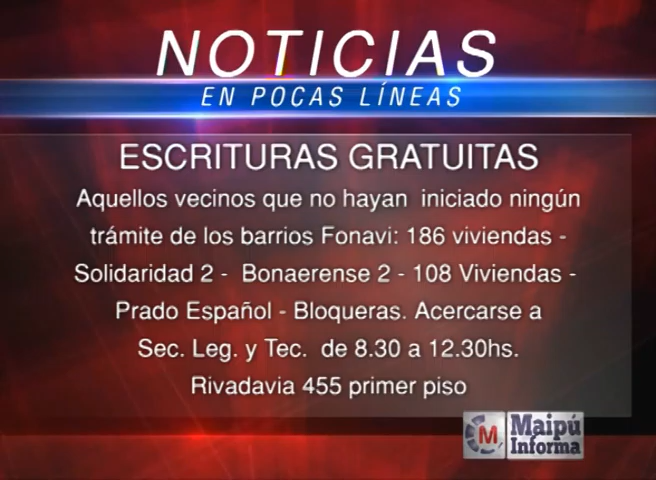 NOTICIAS
EN POCAS LÍNEAS
ESCRITURAS GRATUITAS
Aquellos vecinos que no hayan iniciado ningún
trámite de los barrios Fonavi: 186 viviendas -
Solidaridad 2 - Bonaerense 2 - 108 Viviendas -
Prado Español - Bloqueras. Acercarse a
Sec. Leg. y Tec. de 8.30 a 12.30hs.
Rivadavia 455 primer piso
M Maipú
Informa